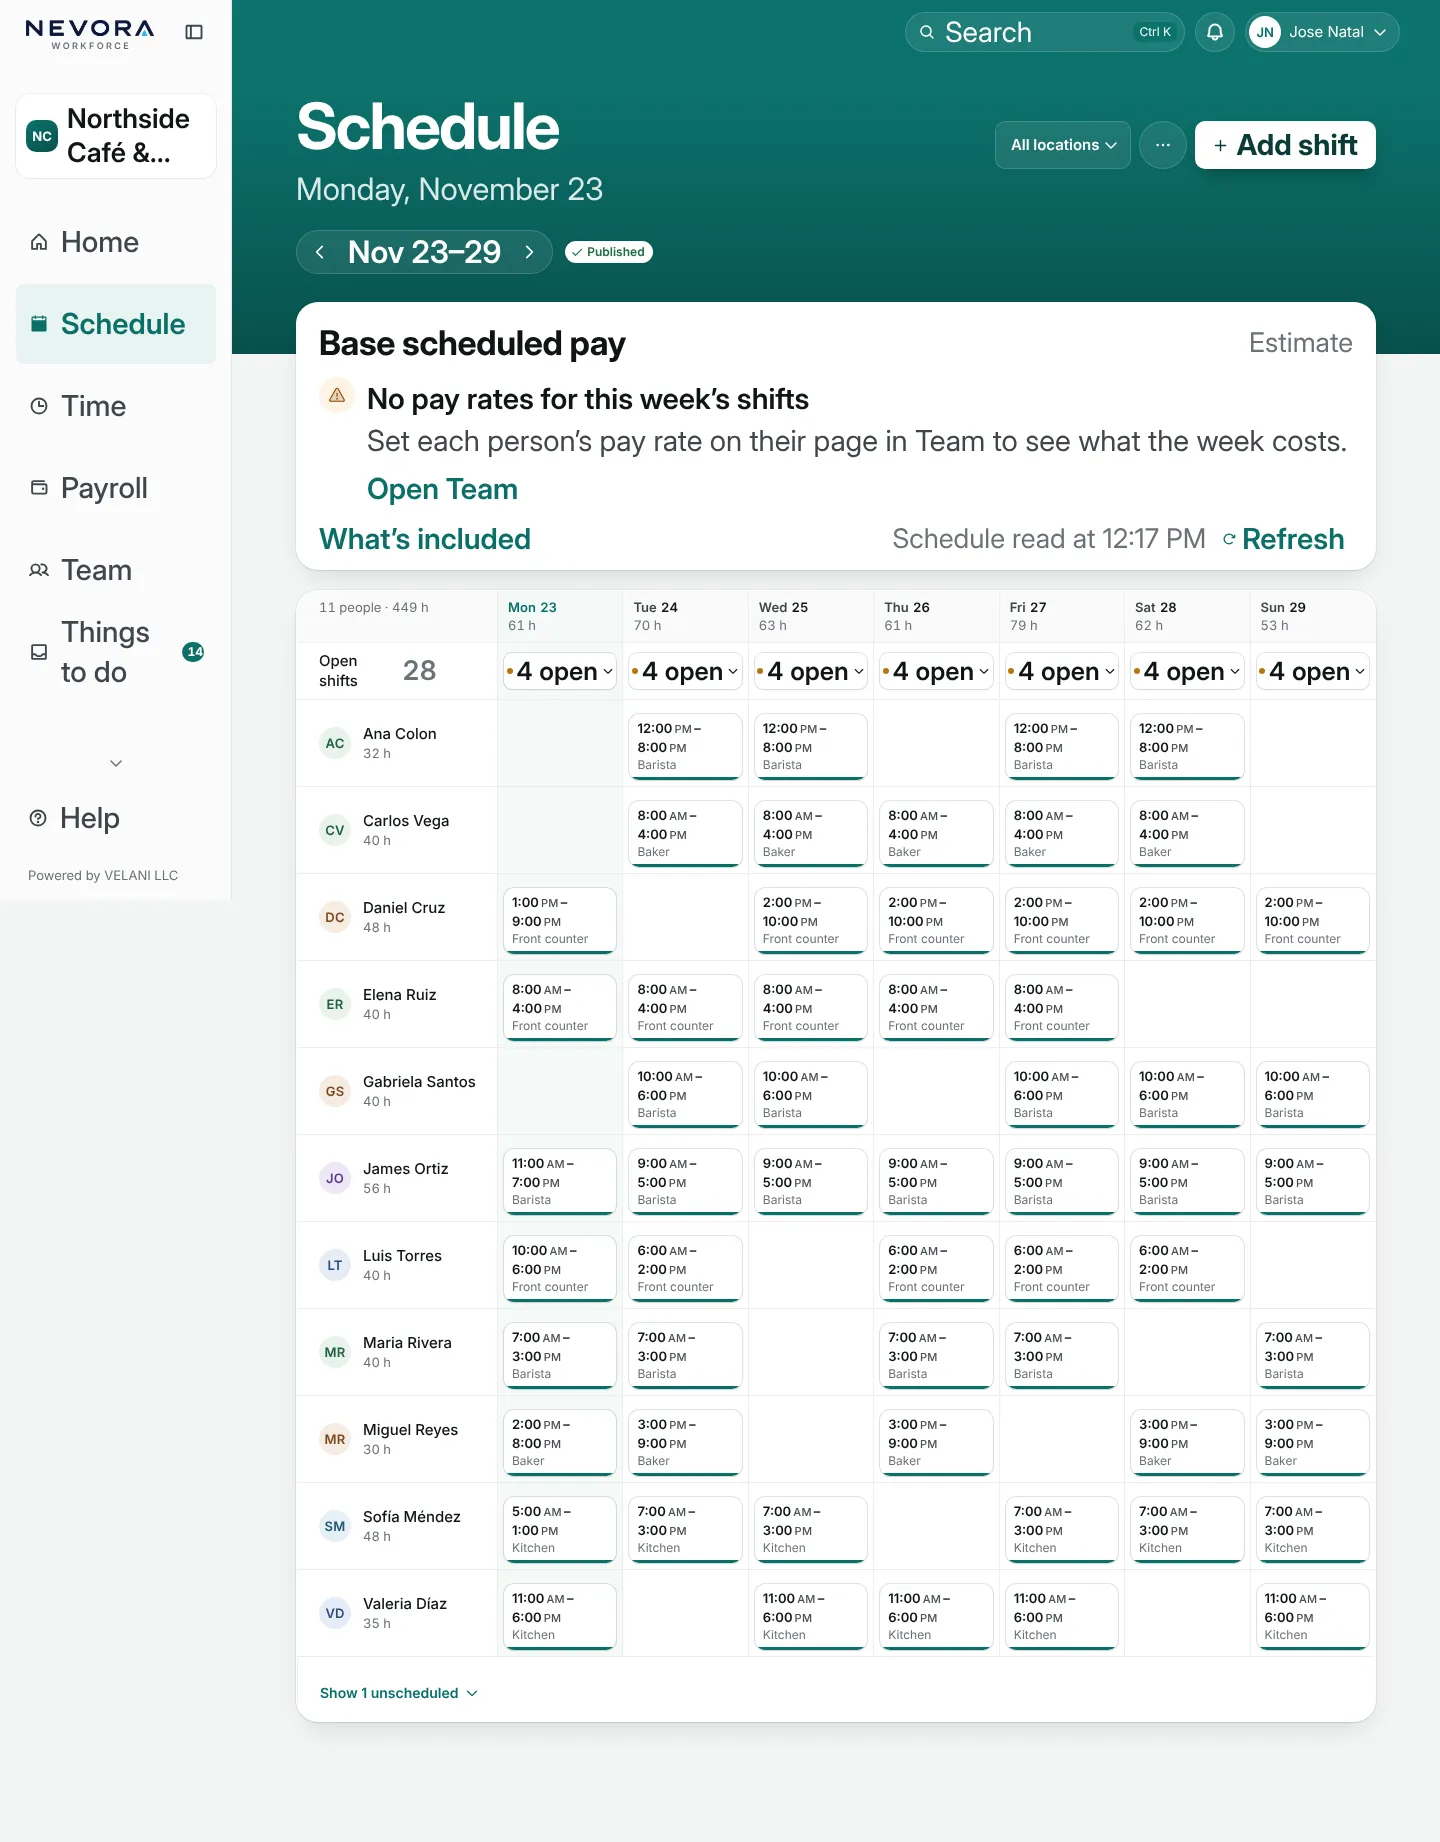 NEVORA
WORKFORCE
Search
Ctrl K
JN
Jose Natal
NC
Northside
Café &...
Home
Schedule
Time
Payroll
Team
Things
to do
14
Help
Powered by VELANI LLC
Schedule
Monday, November 23
All locations
...
+ Add shift
Nov 23–29
Published
Base scheduled pay
Estimate
No pay rates for this week’s shifts
Set each person’s pay rate on their page in Team to see what the week costs.
Open Team
What’s included
Schedule read at 12:17 PM
Refresh
11 people · 449 h
Mon 23
61 h
Tue 24
70 h
Wed 25
63 h
Thu 26
61 h
Fri 27
79 h
Sat 28
62 h
Sun 29
53 h
Open
shifts
28
4 open
4 open
4 open
4 open
4 open
4 open
4 open
AC
Ana Colon
32 h
12:00 PM –
8:00 PM
Barista
12:00 PM –
8:00 PM
Barista
12:00 PM –
8:00 PM
Barista
12:00 PM –
8:00 PM
Barista
CV
Carlos Vega
40 h
8:00 AM –
4:00 PM
Baker
8:00 AM –
4:00 PM
Baker
8:00 AM –
4:00 PM
Baker
8:00 AM –
4:00 PM
Baker
8:00 AM –
4:00 PM
Baker
DC
Daniel Cruz
48 h
1:00 PM –
9:00 PM
Front counter
2:00 PM –
10:00 PM
Front counter
2:00 PM –
10:00 PM
Front counter
2:00 PM –
10:00 PM
Front counter
2:00 PM –
10:00 PM
Front counter
2:00 PM –
10:00 PM
Front counter
ER
Elena Ruiz
40 h
8:00 AM –
4:00 PM
Front counter
8:00 AM –
4:00 PM
Front counter
8:00 AM –
4:00 PM
Front counter
8:00 AM –
4:00 PM
Front counter
8:00 AM –
4:00 PM
Front counter
GS
Gabriela Santos
40 h
10:00 AM –
6:00 PM
Barista
10:00 AM –
6:00 PM
Barista
10:00 AM –
6:00 PM
Barista
10:00 AM –
6:00 PM
Barista
10:00 AM –
6:00 PM
Barista
JO
James Ortiz
56 h
11:00 AM –
7:00 PM
Barista
9:00 AM –
5:00 PM
Barista
9:00 AM –
5:00 PM
Barista
9:00 AM –
5:00 PM
Barista
9:00 AM –
5:00 PM
Barista
9:00 AM –
5:00 PM
Barista
9:00 AM –
5:00 PM
Barista
LT
Luis Torres
40 h
10:00 AM –
6:00 PM
Front counter
6:00 AM –
2:00 PM
Front counter
6:00 AM –
2:00 PM
Front counter
6:00 AM –
2:00 PM
Front counter
6:00 AM –
2:00 PM
Front counter
MR
Maria Rivera
40 h
7:00 AM –
3:00 PM
Barista
7:00 AM –
3:00 PM
Barista
7:00 AM –
3:00 PM
Barista
7:00 AM –
3:00 PM
Barista
7:00 AM –
3:00 PM
Barista
MR
Miguel Reyes
30 h
2:00 PM –
8:00 PM
Baker
3:00 PM –
9:00 PM
Baker
3:00 PM –
9:00 PM
Baker
3:00 PM –
9:00 PM
Baker
3:00 PM –
9:00 PM
Baker
SM
Sofía Méndez
48 h
5:00 AM –
1:00 PM
Kitchen
7:00 AM –
3:00 PM
Kitchen
7:00 AM –
3:00 PM
Kitchen
7:00 AM –
3:00 PM
Kitchen
7:00 AM –
3:00 PM
Kitchen
7:00 AM –
3:00 PM
Kitchen
VD
Valeria Díaz
35 h
11:00 AM –
6:00 PM
Kitchen
11:00 AM –
6:00 PM
Kitchen
11:00 AM –
6:00 PM
Kitchen
11:00 AM –
6:00 PM
Kitchen
11:00 AM –
6:00 PM
Kitchen
Show 1 unscheduled